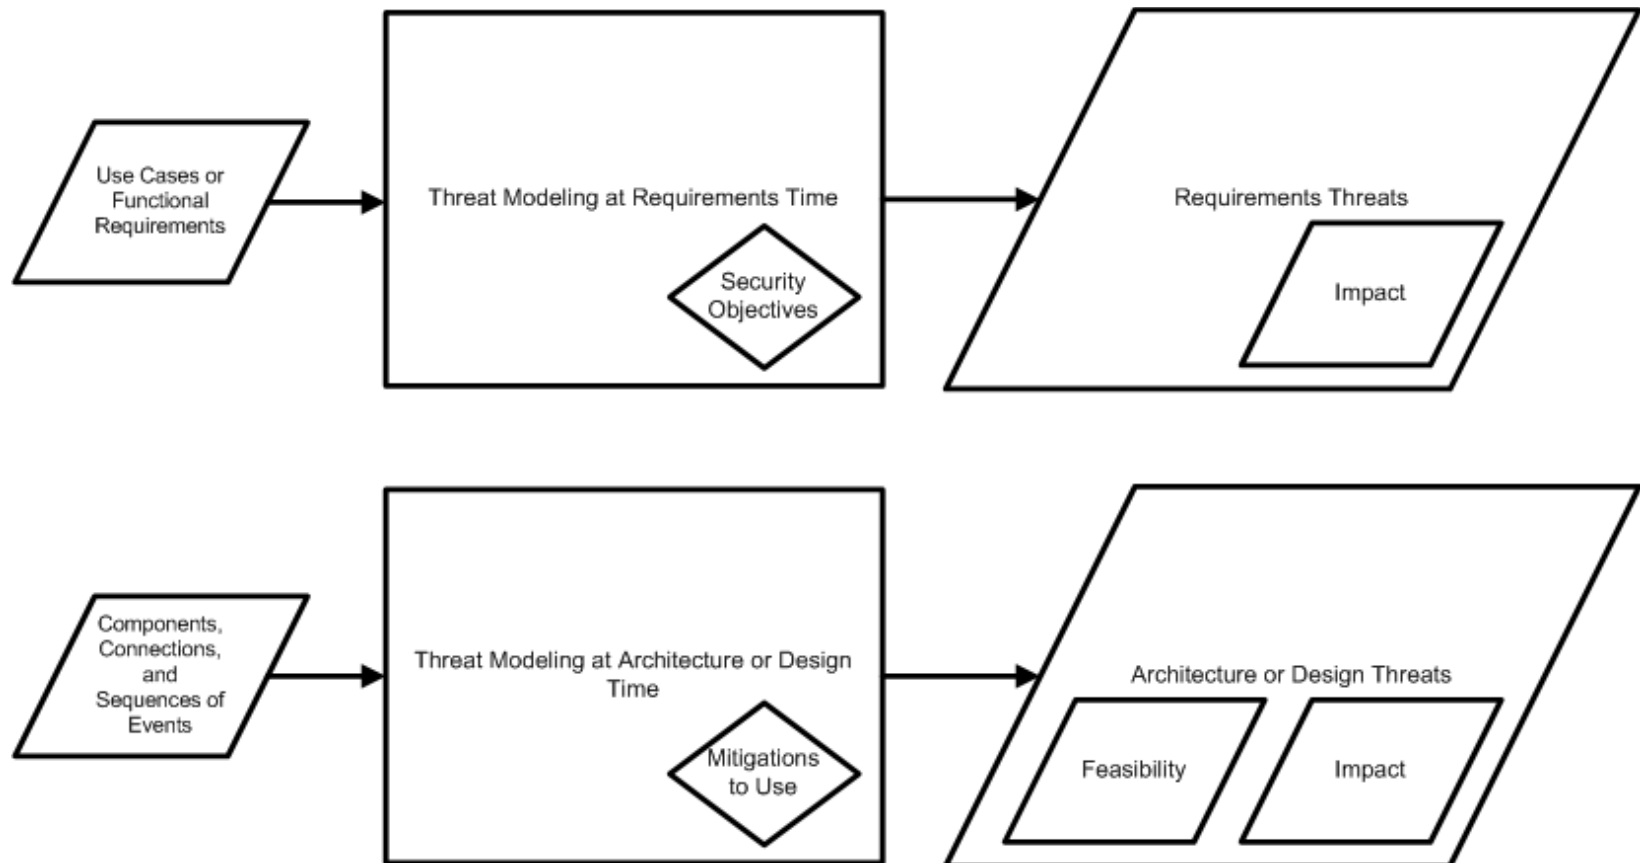 Use Cases or
Functional
Requirements
Threat Modeling at Requirements Time
Security
Objectives
Requirements Threats
Impact
Components,
Connections,
and
Sequences of
Events
Threat Modeling at Architecture or Design
Time
Mitigations
to Use
Architecture or Design Threats
Feasibility
Impact